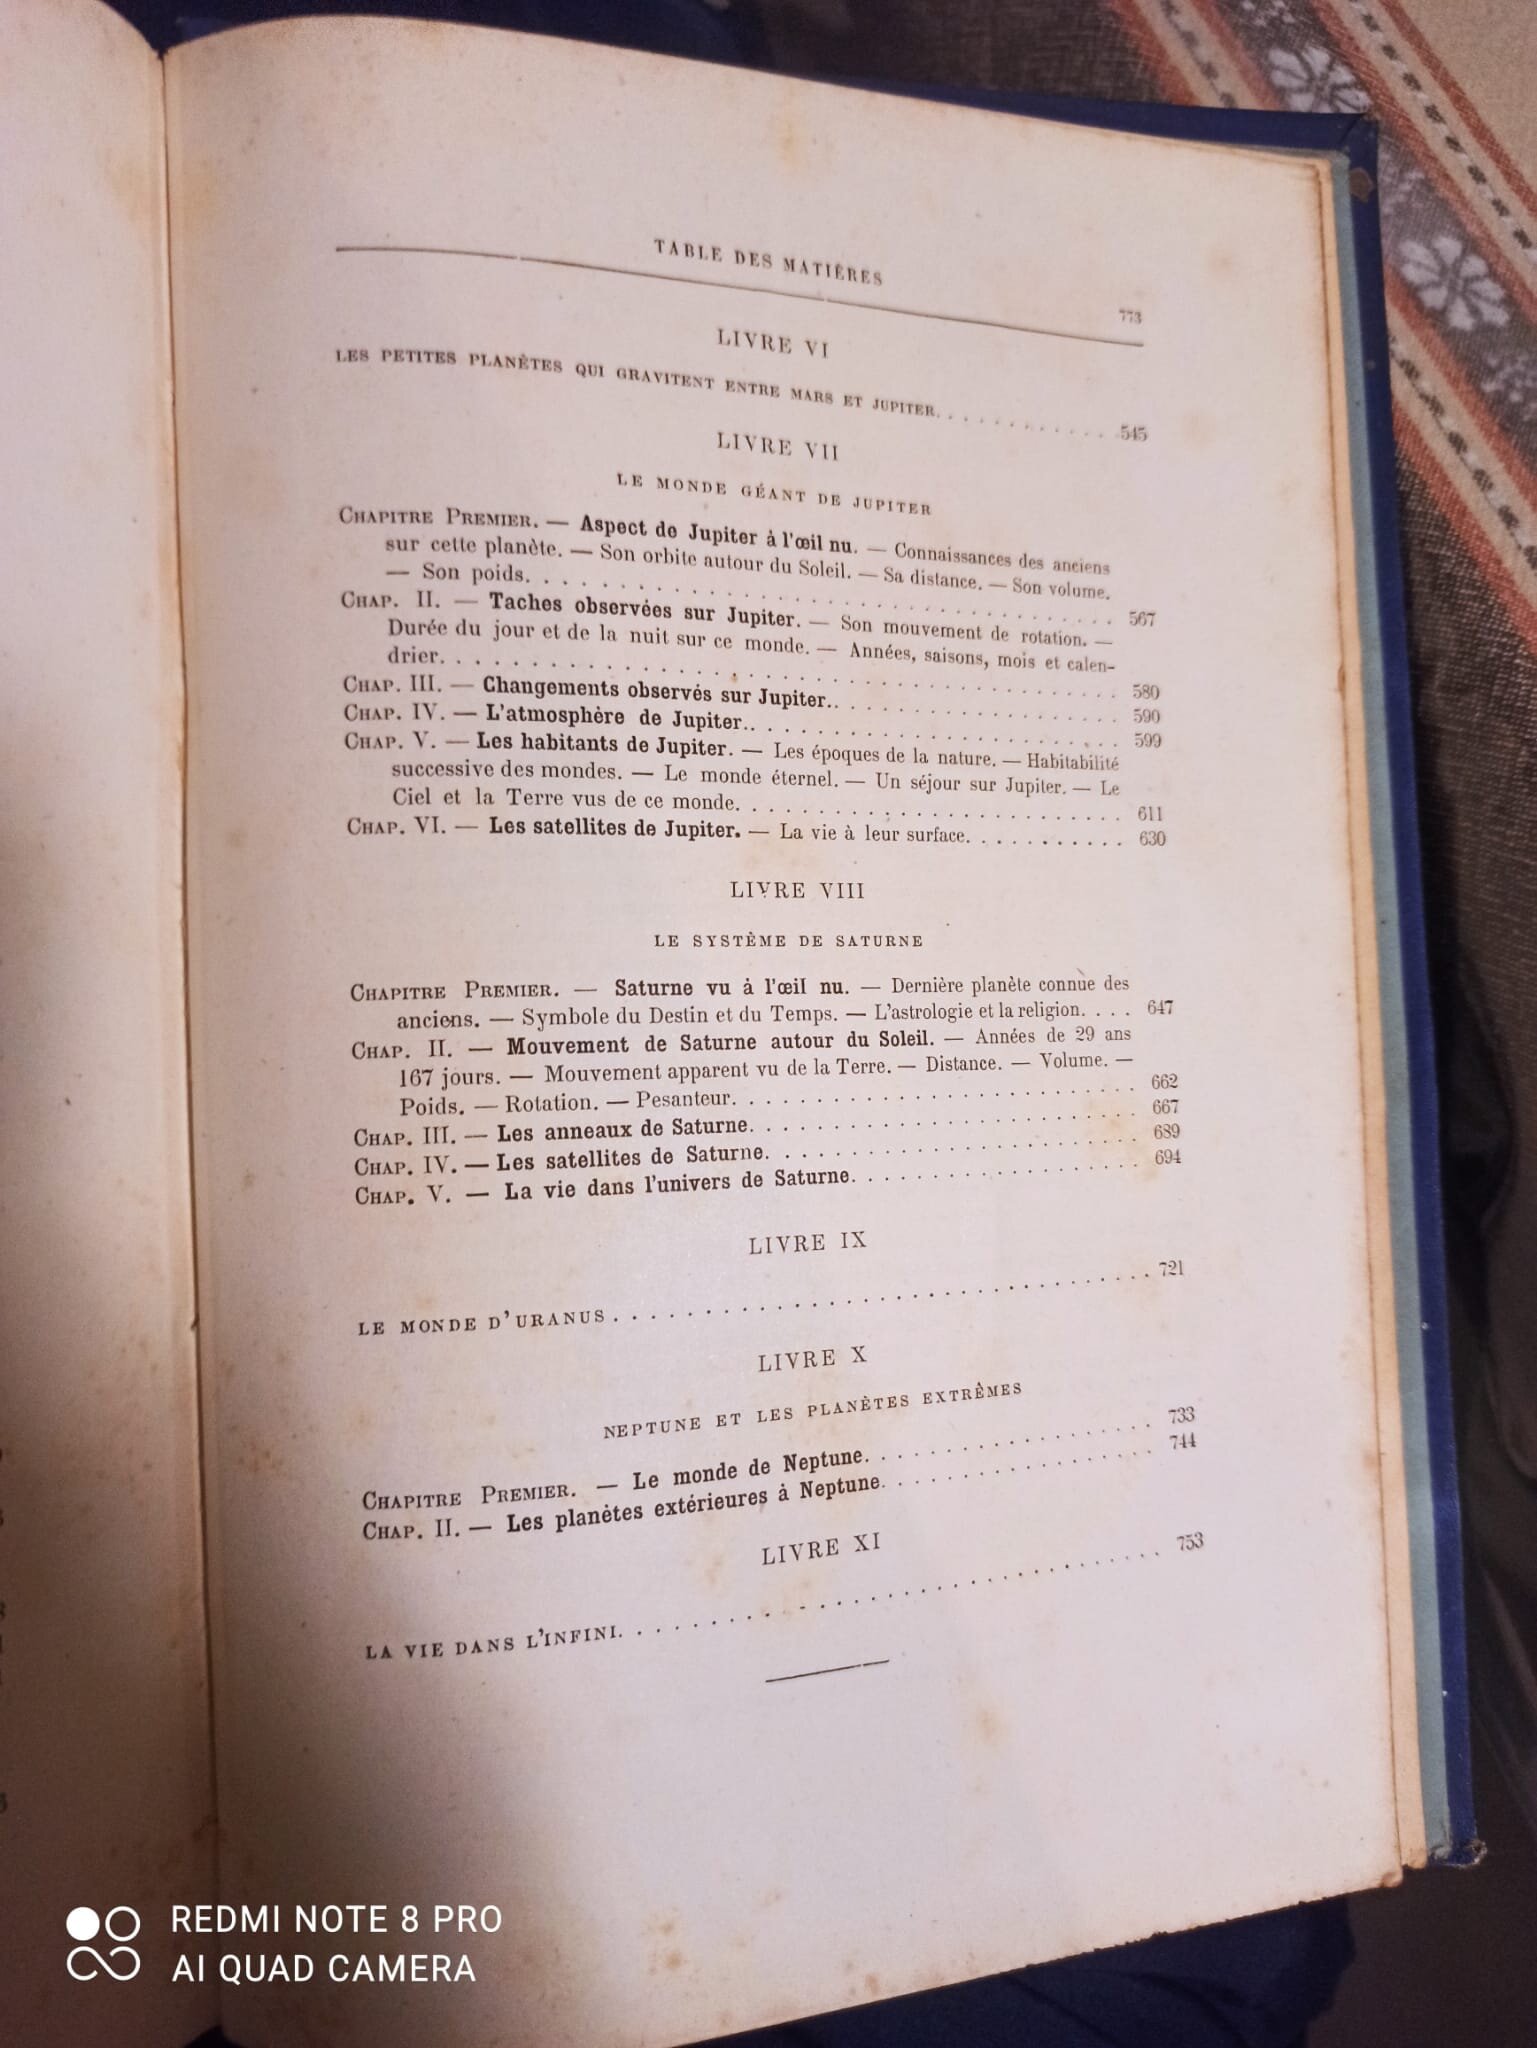 TABLE DES MATIÈRES
773
LIVRE VI
LES PETITES PLANÈTES QUI GRAVITENT ENTRE MARS ET JUPITER. . . . . . . . . . . . 545
LIVRE VII
LE MONDE GÉANT DE JUPITER
CHAPITRE PREMIER. — Aspect de Jupiter à l'œil nu. — Connaissances des anciens
sur cette planète. — Son orbite autour du Soleil. — Sa distance. — Son volume.
— Son poids. . . . . . . . . . . . . . . . . . . . . . . . 567
CHAP. II. — Taches observées sur Jupiter. — Son mouvement de rotation. —
Durée du jour et de la nuit sur ce monde. — Années, saisons, mois et calen-
drier. . . . . . . . . . . . . . . . . . . . . . . . 580
CHAP. III. — Changements observés sur Jupiter. . . . . . . . . . . . . . . . 590
CHAP. IV. — L'atmosphère de Jupiter. . . . . . . . . . . . . . . . . . . . 599
CHAP. V. — Les habitants de Jupiter. — Les époques de la nature. — Habitabilité
successive des mondes. — Le monde éternel. — Un séjour sur Jupiter. — Le
Ciel et la Terre vus de ce monde. . . . . . . . . . . . . . . . . . . . 611
CHAP. VI. — Les satellites de Jupiter. — La vie à leur surface. . . . . . . . . . 630
LIVRE VIII
LE SYSTÈME DE SATURNE
CHAPITRE PREMIER. — Saturne vu à l'œil nu. — Dernière planète connue des
anciens. — Symbole du Destin et du Temps. — L'astrologie et la religion. . . . 647
CHAP. II. — Mouvement de Saturne autour du Soleil. — Années de 29 ans
167 jours. — Mouvement apparent vu de la Terre. — Distance. — Volume. —
Poids. — Rotation. — Pesanteur. . . . . . . . . . . . . . . . . . . . 662
CHAP. III. — Les anneaux de Saturne. . . . . . . . . . . . . . . . . . . . 667
CHAP. IV. — Les satellites de Saturne. . . . . . . . . . . . . . . . . . . . 689
CHAP. V. — La vie dans l'univers de Saturne. . . . . . . . . . . . . . . . 694
LIVRE IX
LE MONDE D'URANUS . . . . . . . . . . . . . . . . . . . . . . . . 721
LIVRE X
NEPTUNE ET LES PLANÈTES EXTRÊMES
CHAPITRE PREMIER. — Le monde de Neptune. . . . . . . . . . . . . . . . 733
CHAP. II. — Les planètes extérieures à Neptune. . . . . . . . . . . . . . . 744
LIVRE XI
LA VIE DANS L'INFINI. . . . . . . . . . . . . . . . . . . . . . . . 753
REDMI NOTE 8 PRO
AI QUAD CAMERA